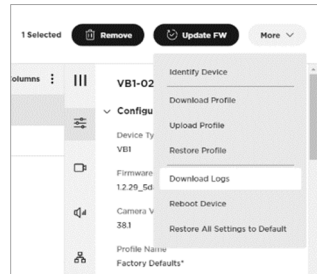 1 Selected
Remove
Update FW
More
olumns
VB1-02
Identify Device
Download Profile
Upload Profile
Restore Profile
Download Logs
Reboot Device
Restore All Settings to Default
Configu
Device Ty
VB1
Firmware
1.2.29_5d
Camera V
38.1
Profile Name
Factory Defaults*